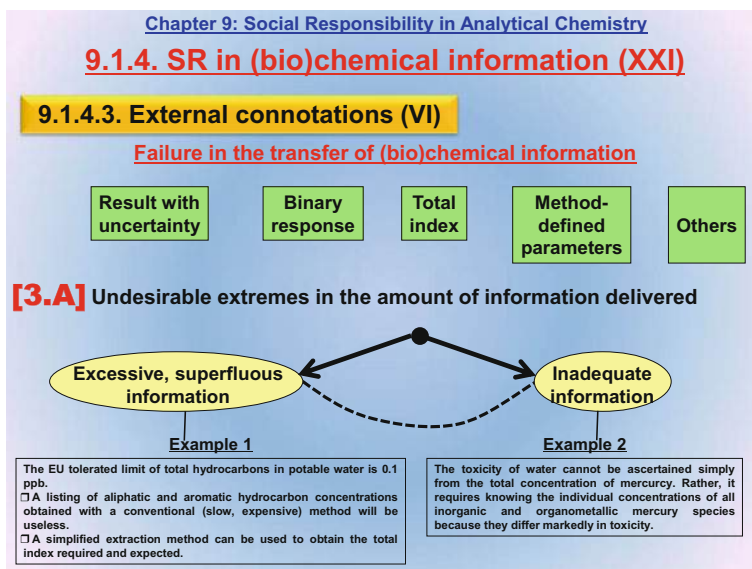 Chapter 9: Social Responsibility in Analytical Chemistry
9.1.4. SR in (bio)chemical information (XXI)
9.1.4.3. External connotations (VI)
Failure in the transfer of (bio)chemical information
Result with
uncertainty
Binary
response
Total
index
Method-
defined
parameters
Others
[3.A] Undesirable extremes in the amount of information delivered
Excessive, superfluous
information
Inadequate
information
Example 1
The EU tolerated limit of total hydrocarbons in potable water is 0.1
ppb.
❒ A listing of aliphatic and aromatic hydrocarbon concentrations
obtained with a conventional (slow, expensive) method will be
useless.
❒ A simplified extraction method can be used to obtain the total
index required and expected.
Example 2
The toxicity of water cannot be ascertained simply
from the total concentration of mercurcy. Rather, it
requires knowing the individual concentrations of all
inorganic and organometallic mercury species
because they differ markedly in toxicity.